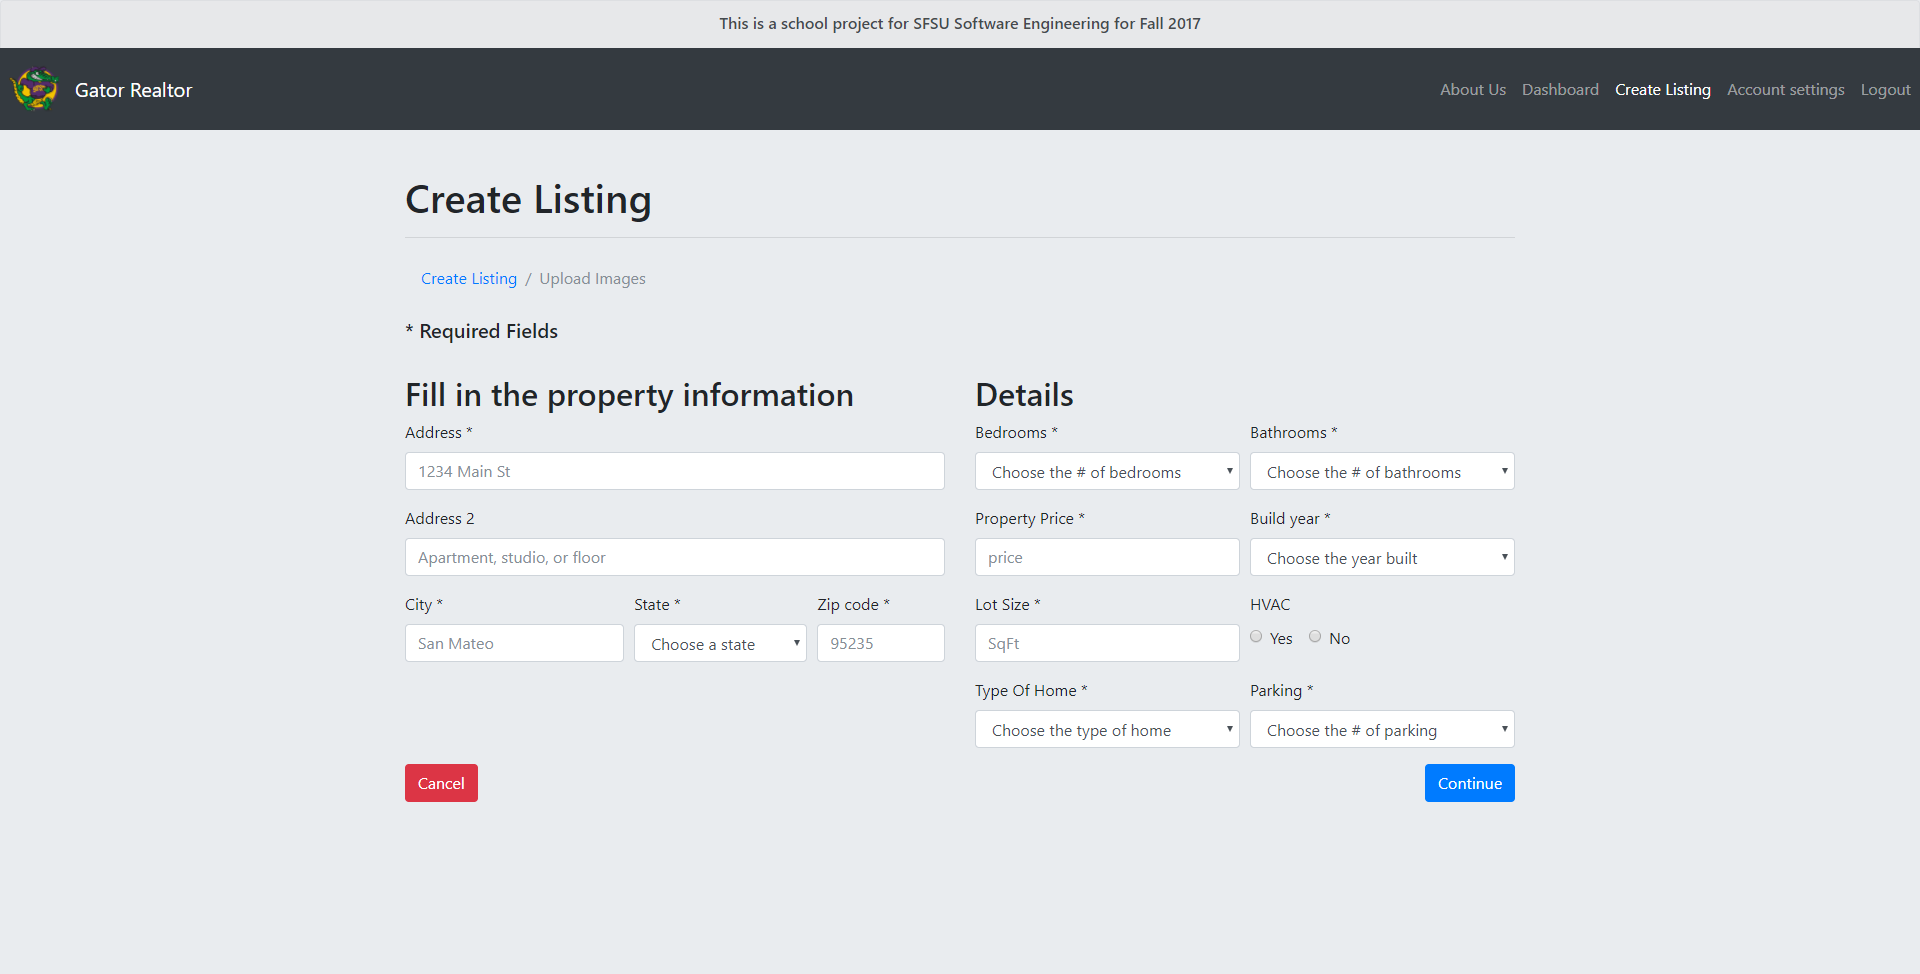 This is a school project for SFSU Software Engineering for Fall 2017
Gator Realtor
About Us Dashboard Create Listing Account settings Logout
Create Listing
Create Listing / Upload Images
* Required Fields
Fill in the property information
Address *
1234 Main St
Address 2
Apartment, studio, or floor
City * State * Zip code *
San Mateo Choose a state 95235
Details
Bedrooms * Bathrooms *
Choose the # of bedrooms Choose the # of bathrooms
Property Price * Build year *
price Choose the year built
Lot Size * HVAC
SqFt Yes No
Type Of Home * Parking *
Choose the type of home Choose the # of parking
Cancel Continue